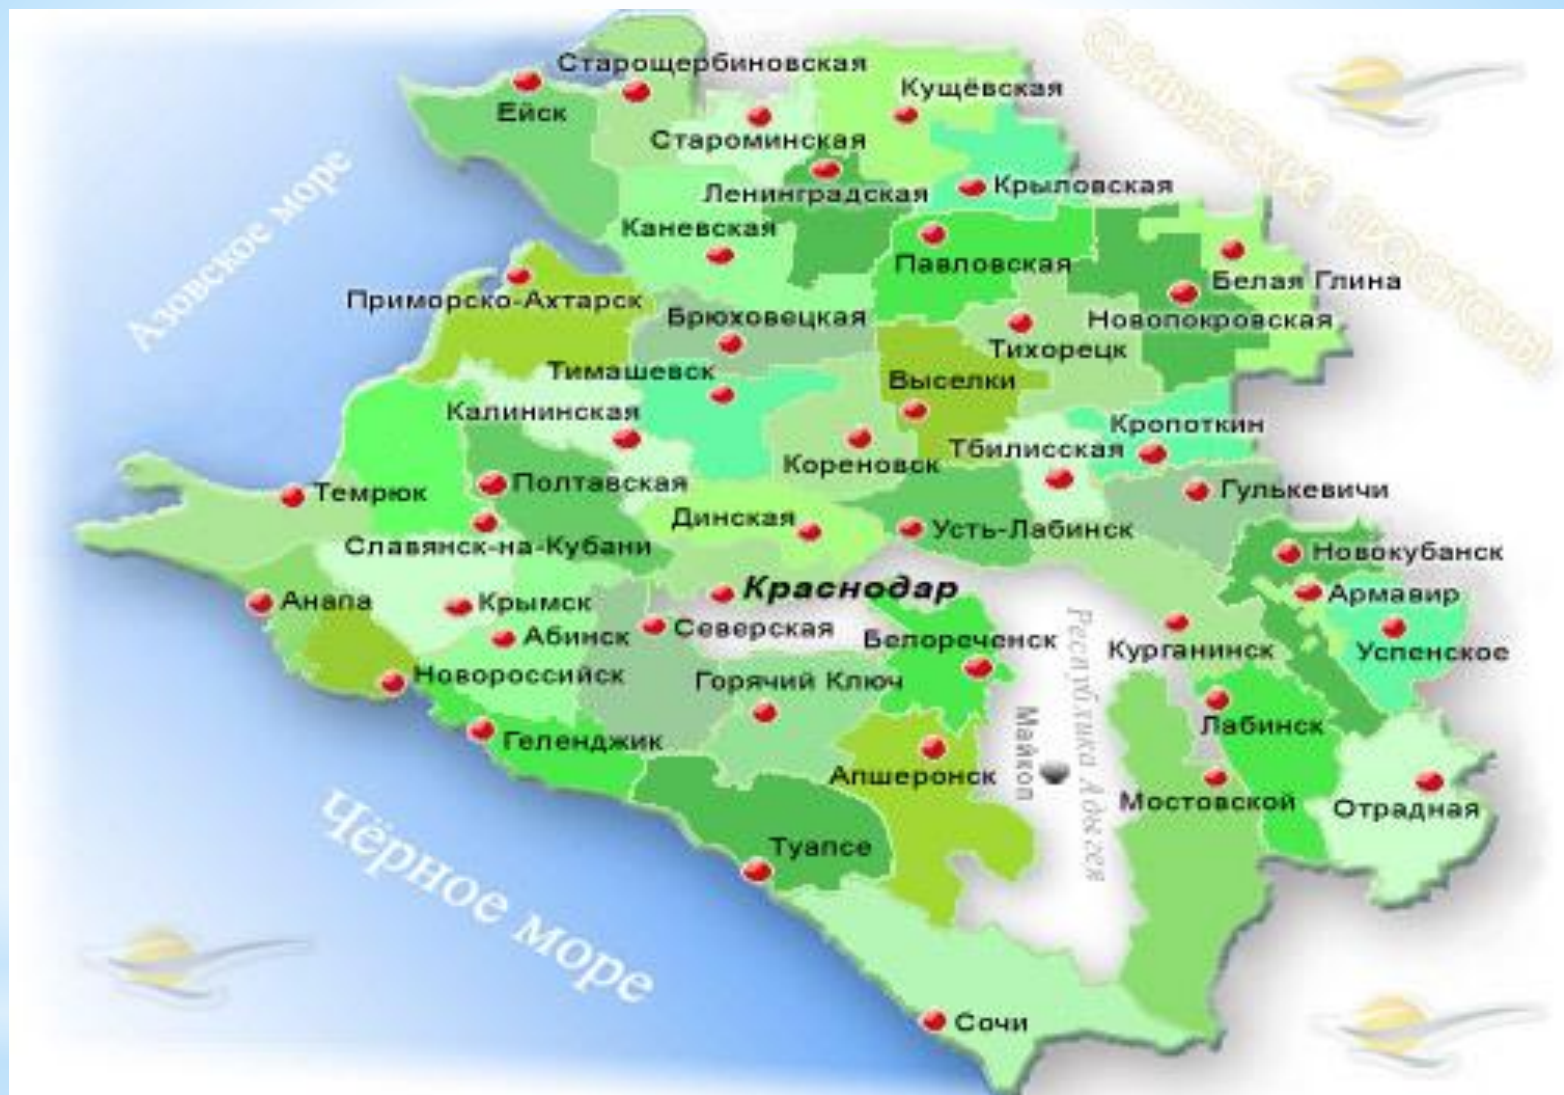 Старощербиновская
Кущёвская
Ейск
Староминская
Ленинградская
Крыловская
Каневская
Павловская
Азовское море
Белая Глина
Приморско-Ахтарск
Брюховецкая
Новопокровская
Тихорецк
Тимашевск
Выселки
Калининская
Кропоткин
Тбилисская
Кореновск
Темрюк
Полтавская
Гулькевичи
Динская
Усть-Лабинск
Славянск-на-Кубани
Новокубанск
Краснодар
Армавир
Анапа
Крымск
Северская
Абинск
Белореченск
Курганинск
Успенское
Республика Адыгея
Новороссийск
Горячий Ключ
Лабинск
Геленджик
Майкоп
Апшеронск
Мостовской
Отрадная
Туапсе
Чёрное море
Сочи